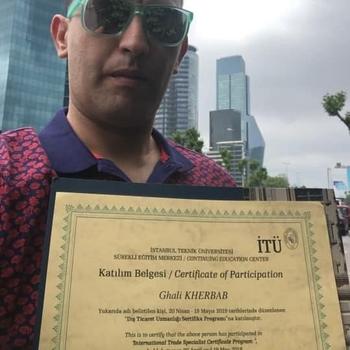 İTÜ
İSTANBUL TEKNİK ÜNİVERSİTESİ
SÜREKLİ EĞİTİM MERKEZİ / CONTINUING EDUCATION CENTER
Katılım Belgesi / Certificate of Participation
Ghali KHERBAB
Yukarıda adı belirtilen kişi, 20 Nisan - 19 Mayıs 2019 tarihlerinde düzenlenen
"Dış Ticaret Uzmanlığı Sertifika Programı"na katılmıştır.
This is to certify that the above person has participated in
"International Trade Specialist Certificate Program",